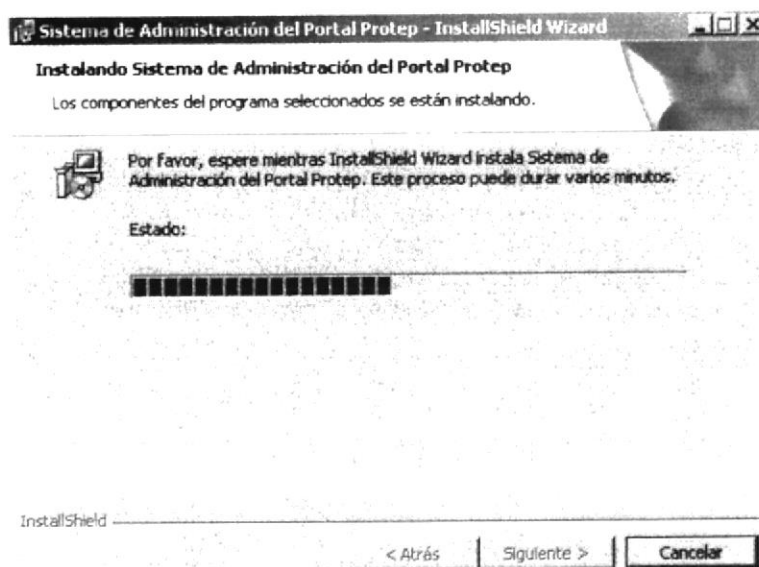 Sistema de Administración del Portal Protep - InstallShield Wizard
Instalando Sistema de Administración del Portal Protep
Los componentes del programa seleccionados se están instalando.
Por favor, espere mientras InstallShield Wizard instala Sistema de
Administración del Portal Protep. Este proceso puede durar varios minutos.
Estado:
InstallShield
< Atrás
Siguiente >
Cancelar